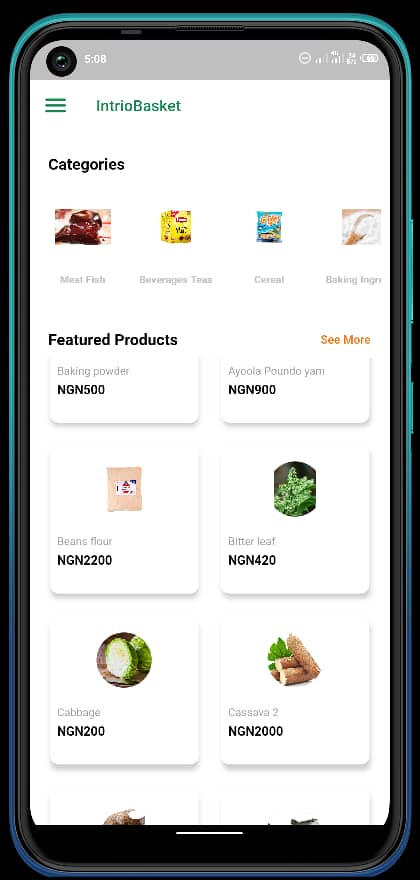 5:08
IntrioBasket
Categories
Meat Fish
Beverages Teas
Cereal
Baking Ingr
Featured Products
See More
Baking powder
NGN500
Ayoola Poundo yam
NGN900
Beans flour
NGN2200
Bitter leaf
NGN420
Cabbage
NGN200
Cassava 2
NGN2000